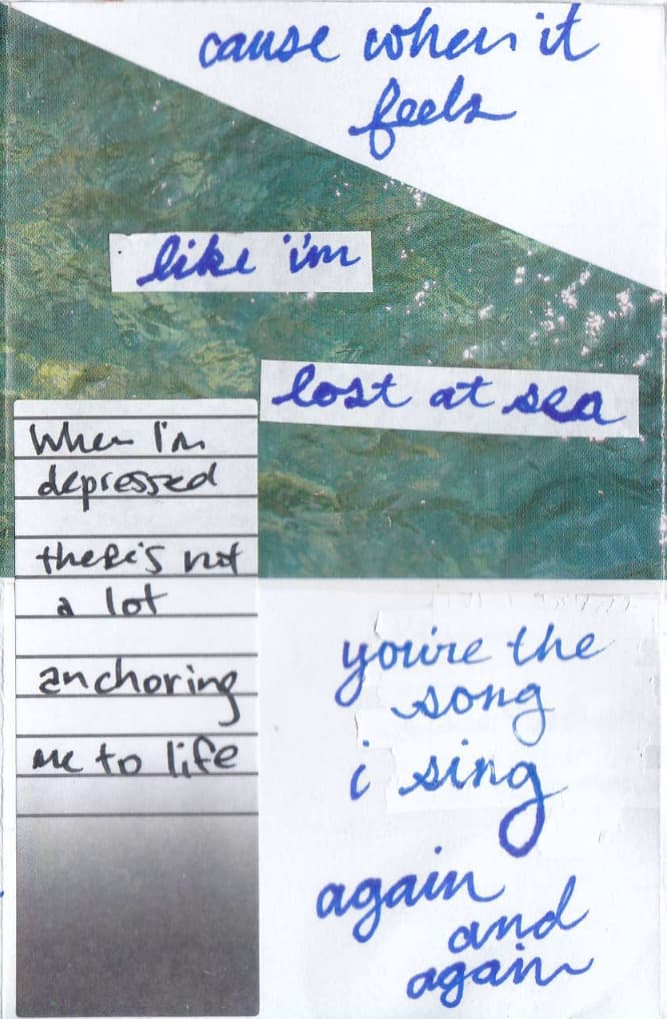 cause when it
feels
like i'm
lost at sea
When I'm
depressed
there's not
a lot
anchoring
me to life
you're the
song
i sing
again
and
again